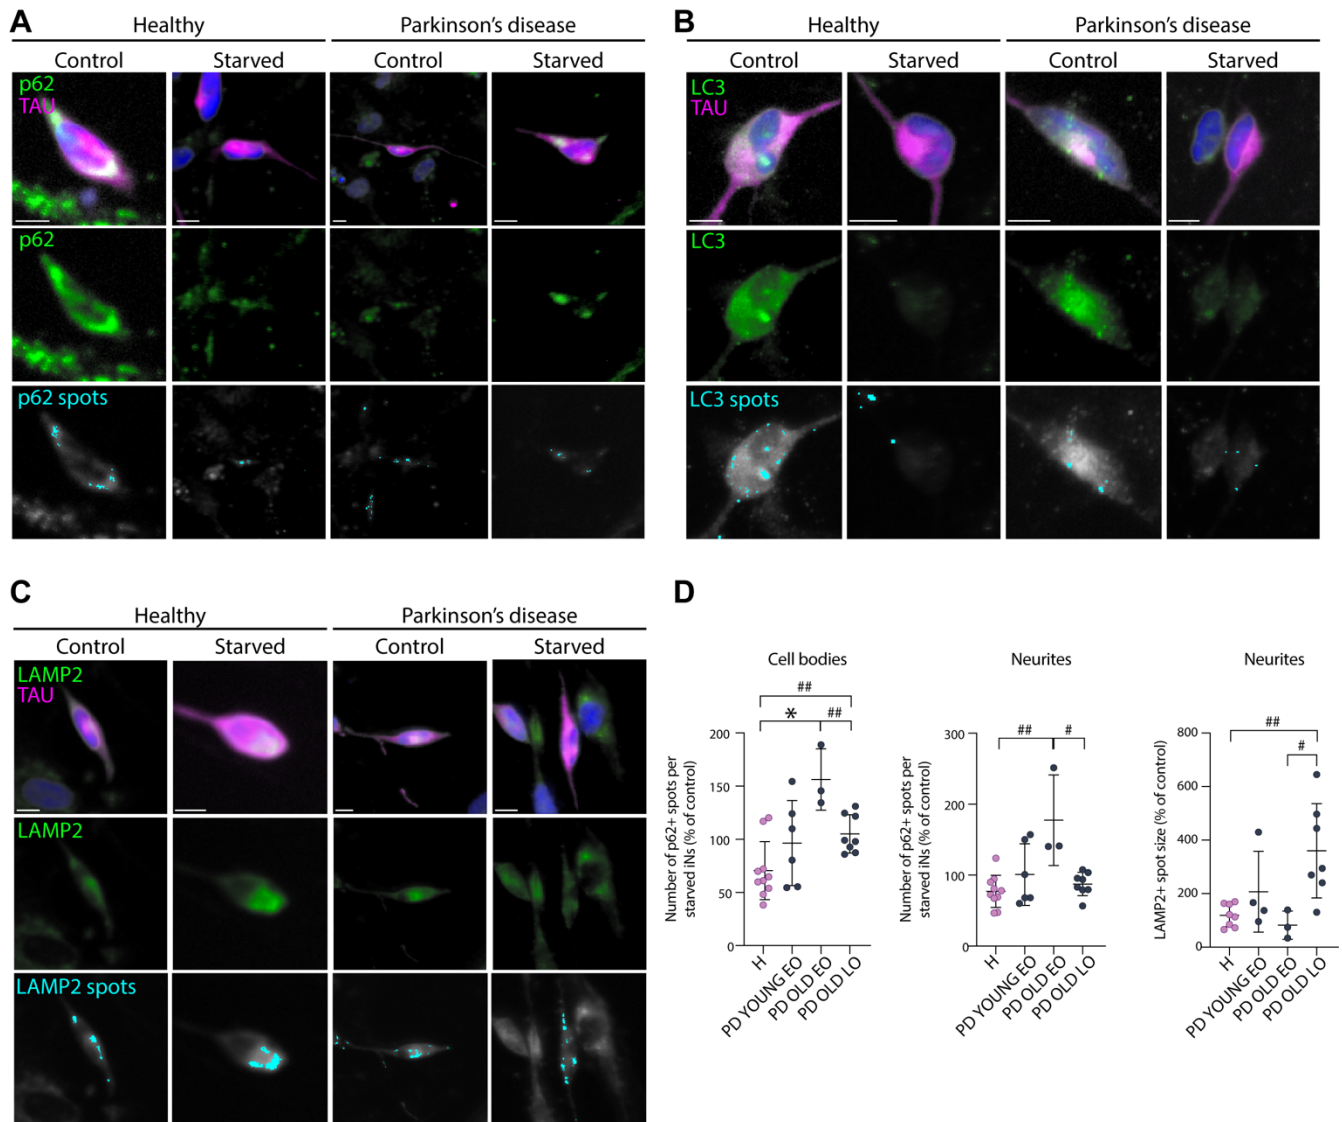 A
Healthy
Parkinson's disease
Control
Starved
Control
Starved
p62
TAU
p62
p62 spots
B
Healthy
Parkinson's disease
Control
Starved
Control
Starved
LC3
TAU
LC3
LC3 spots
C
Healthy
Parkinson's disease
Control
Starved
Control
Starved
LAMP2
TAU
LAMP2
LAMP2 spots
D
Cell bodies
##
* ##
Number of p62+ spots per
starved iNs (% of control)
200
150
100
50
0
H
PD YOUNG EO
PD OLD EO
PD OLD LO
Neurites
## #
Number of p62+ spots per
starved iNs (% of control)
300
200
100
0
H
PD YOUNG EO
PD OLD EO
PD OLD LO
Neurites
##
#
LAMP2+ spot size (% of control)
800
600
400
200
0
H
PD YOUNG EO
PD OLD EO
PD OLD LO